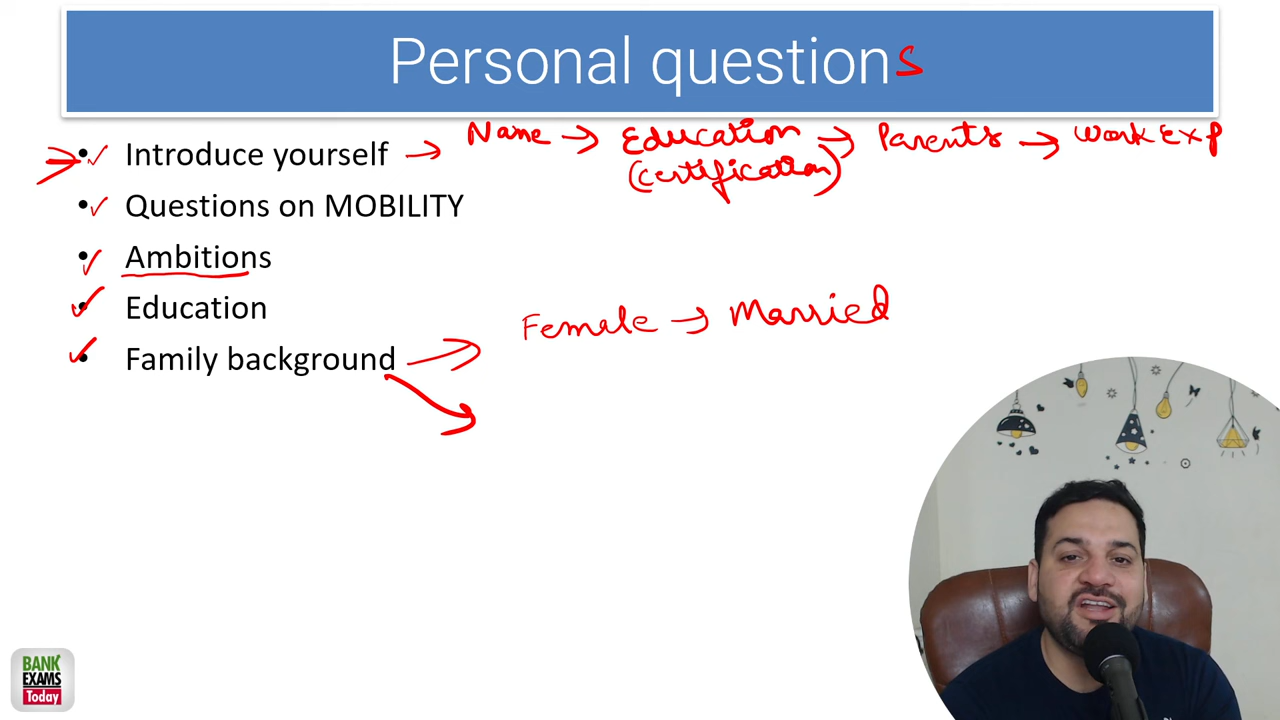 Personal questions
Introduce yourself → Name → Education → Parents → Work Exp
(certification)
Questions on MOBILITY
Ambitions
Education
Female → Married
Family background
BANK
EXAMS
Today